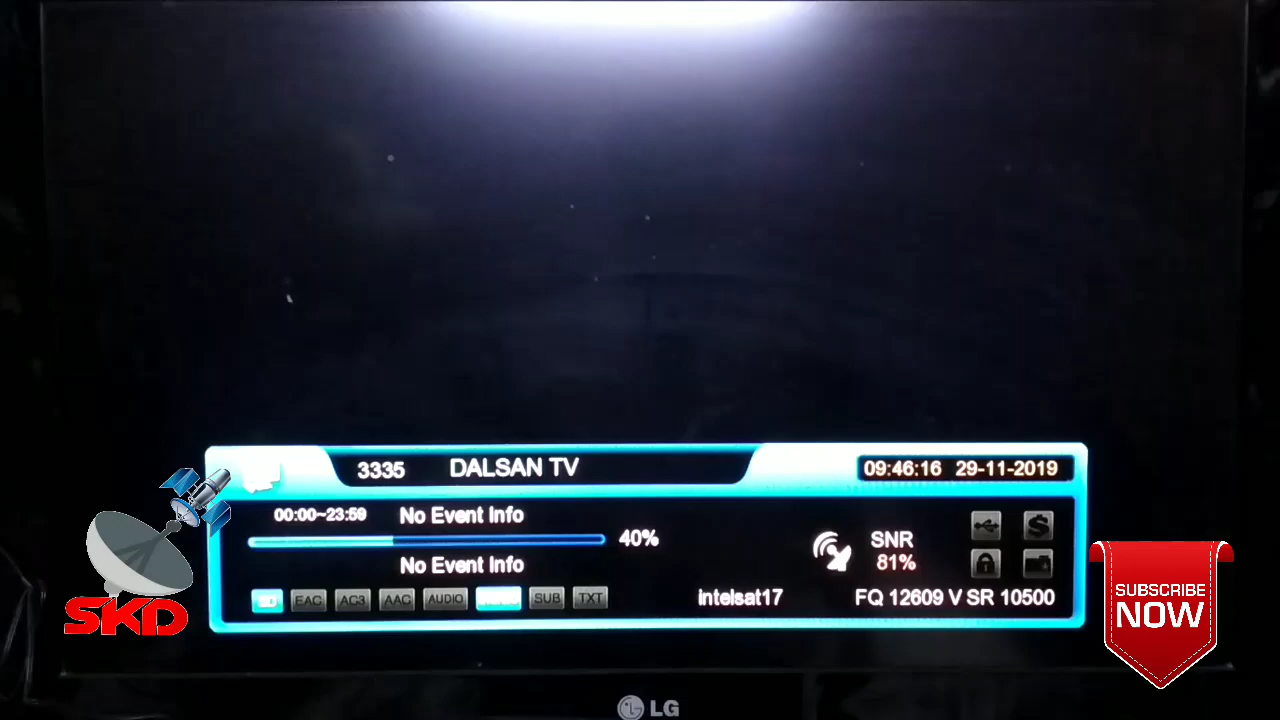 3335 DALSAN TV 09:46:16 29-11-2019
00:00~23:59 No Event Info
40%
SNR
81%
No Event Info
EAC AC3 AAC AUDIO SUB TXT
intelsat17 FQ 12609 V SR 10500
SKD
SUBSCRIBE
NOW
LG